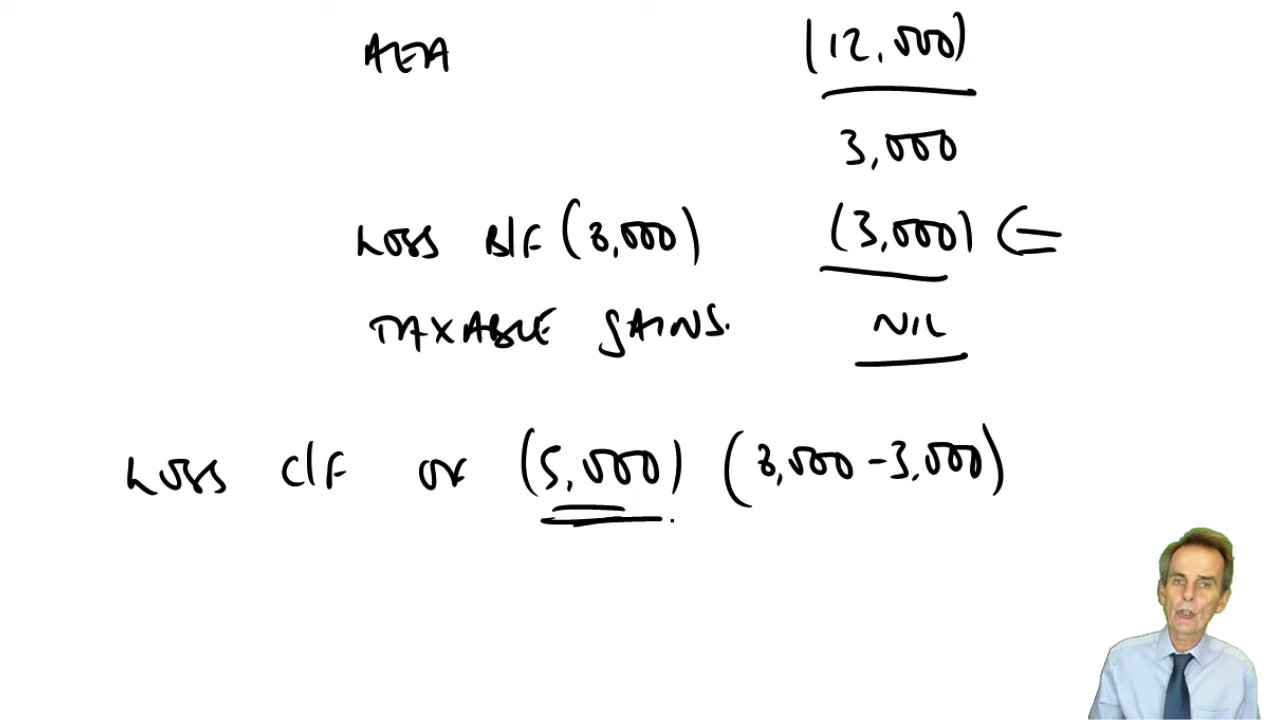 AEA (12,000)
3,000
LOSS B/F (8,000) (3,000) <=
TAXABLE GAINS. NIL
LOSS C/F OF (5,000) (8,000 - 3,000)